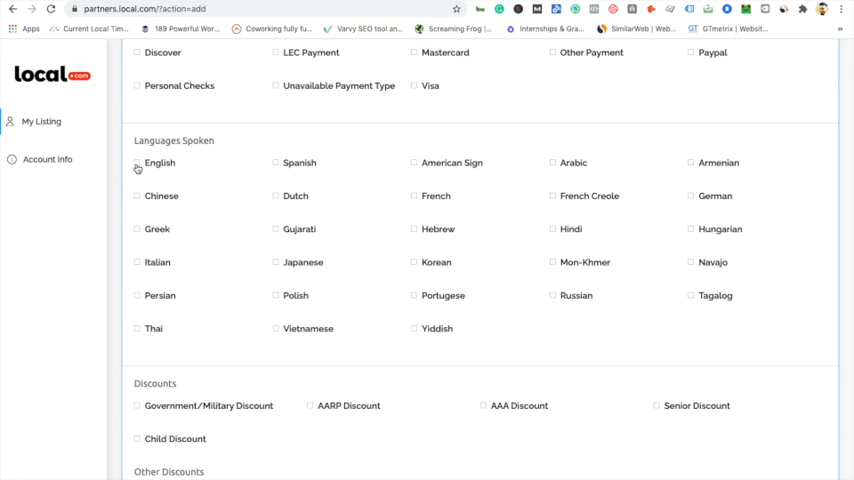 partners.local.com/?action=add
Apps Current Local Tim... 189 Powerful Wor... Coworking fully fu... Varvy SEO tool an... Screaming Frog |... Internships & Gra... SimilarWeb | Web... GTmetrix | Websit... »
local.com
My Listing
Account Info
Discover LEC Payment Mastercard Other Payment Paypal
Personal Checks Unavailable Payment Type Visa
Languages Spoken
English Spanish American Sign Arabic Armenian
Chinese Dutch French French Creole German
Greek Gujarati Hebrew Hindi Hungarian
Italian Japanese Korean Mon-Khmer Navajo
Persian Polish Portugese Russian Tagalog
Thai Vietnamese Yiddish
Discounts
Government/Military Discount AARP Discount AAA Discount Senior Discount
Child Discount
Other Discounts